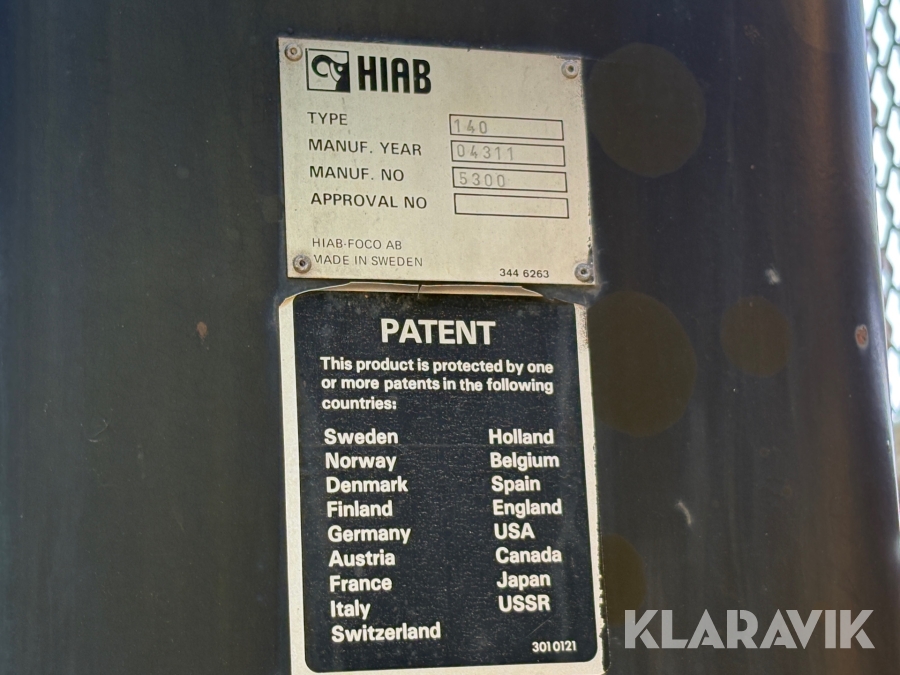 HIAB
TYPE 140
MANUF. YEAR 04311
MANUF. NO 5300
APPROVAL NO
HIAB-FOCO AB
MADE IN SWEDEN 344 6263
PATENT
This product is protected by one
or more patents in the following
countries:
Sweden Holland
Norway Belgium
Denmark Spain
Finland England
Germany USA
Austria Canada
France Japan
Italy USSR
Switzerland
301 0121
KLARAVIK